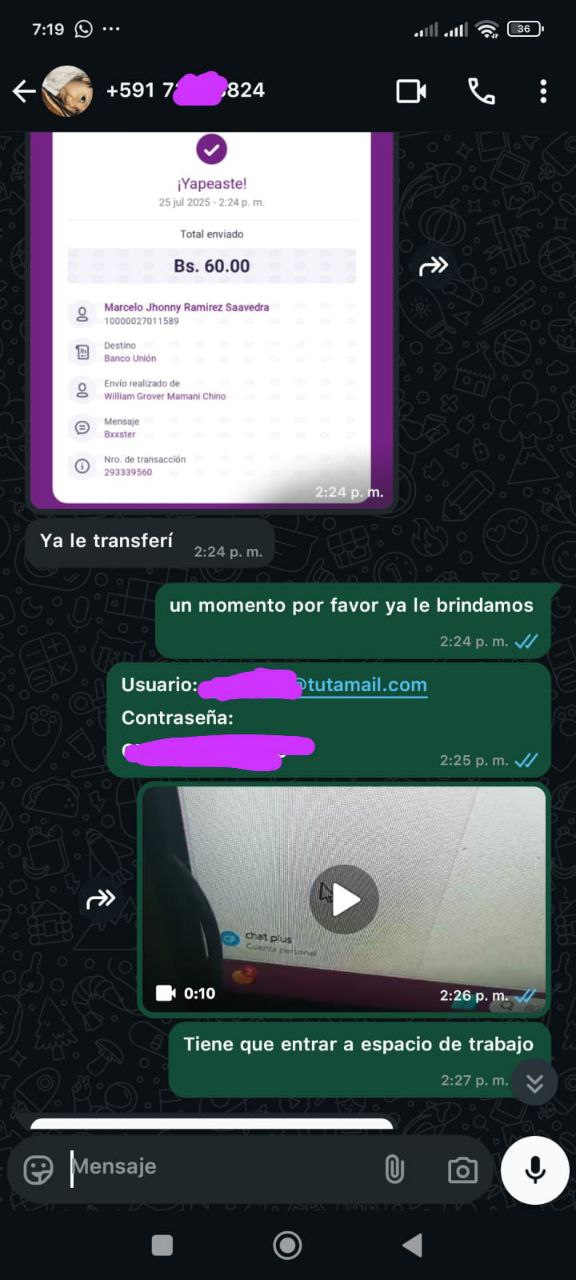 7:19
36
+591 7 824
¡Yapeaste!
25 jul 2025 - 2:24 p. m.
Total enviado
Bs. 60.00
Marcelo Jhonny Ramirez Saavedra
10000027011589
Destino
Banco Unión
Envío realizado de
William Grover Mamani Chino
Mensaje
Bxxster
Nro. de transacción
293339560
2:24 p. m.
Ya le transferí
2:24 p. m.
un momento por favor ya le brindamos
2:24 p. m.
Usuario: @tutamail.com
Contraseña:
2:25 p. m.
chat plus
Cuenta personal
2
0:10
2:26 p. m.
Tiene que entrar a espacio de trabajo
2:27 p. m.
Mensaje